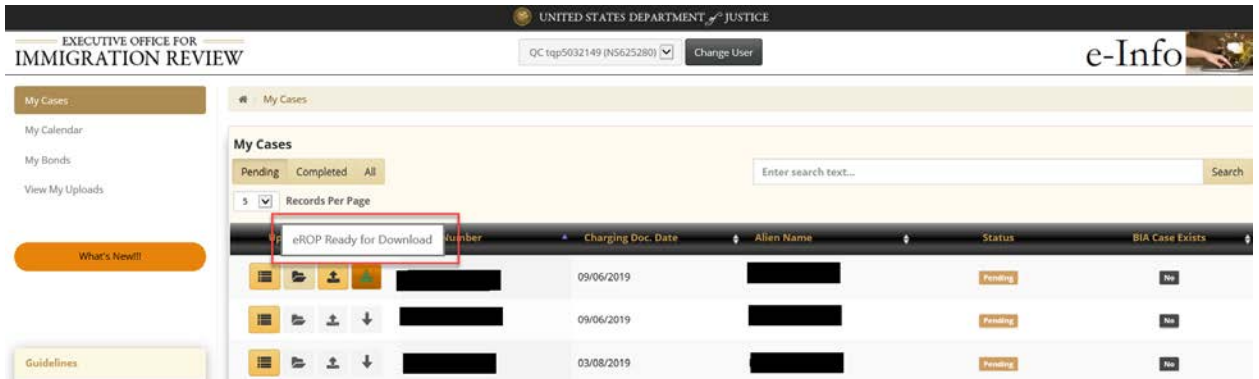 UNITED STATES DEPARTMENT of JUSTICE
EXECUTIVE OFFICE FOR
IMMIGRATION REVIEW
QC tqp5032149 (NS625280)
Change User
e-Info
My Cases
My Calendar
My Bonds
View My Uploads
What's New!!!
Guidelines
My Cases
My Cases
Pending Completed All
Enter search text...
Search
5 Records Per Page
eROP Ready for Download
Up Number Charging Doc. Date Alien Name Status BIA Case Exists
09/06/2019 Pending No
09/06/2019 Pending No
03/08/2019 Pending No